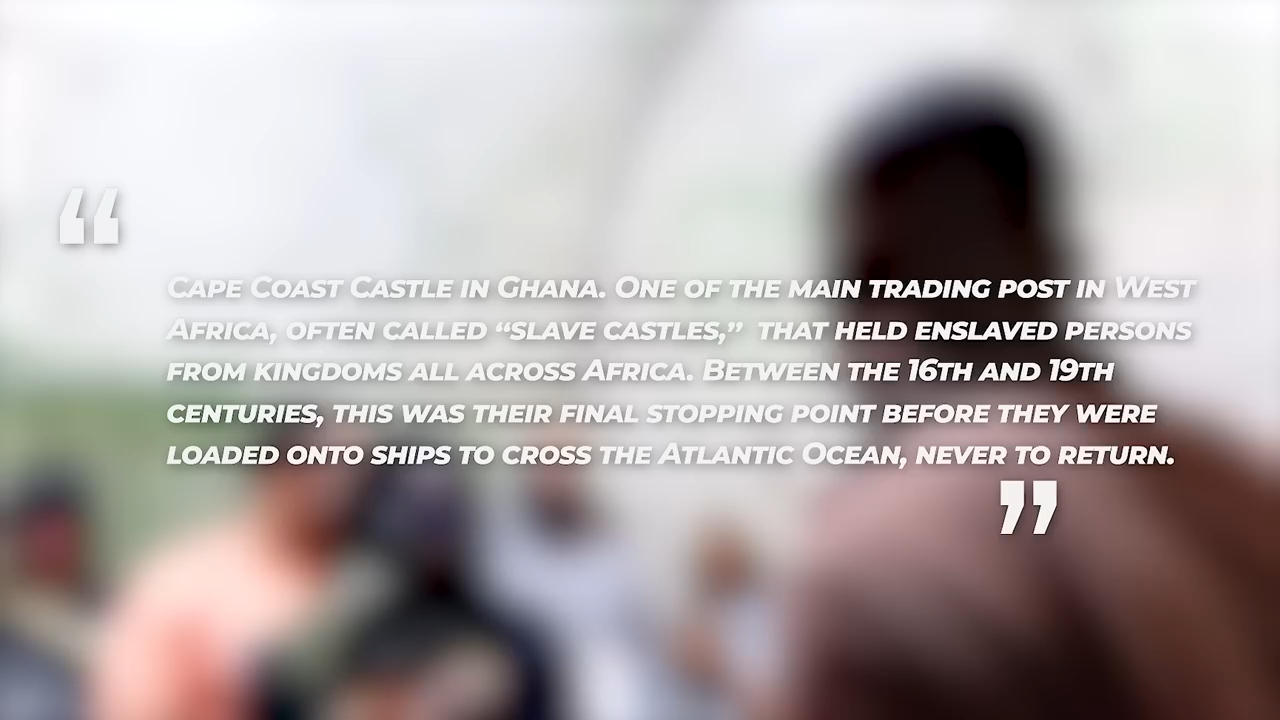 “
Cape Coast Castle in Ghana. One of the main trading post in West
Africa, often called “slave castles,” that held enslaved persons
from kingdoms all across Africa. Between the 16th and 19th
centuries, this was their final stopping point before they were
loaded onto ships to cross the Atlantic Ocean, never to return.
”